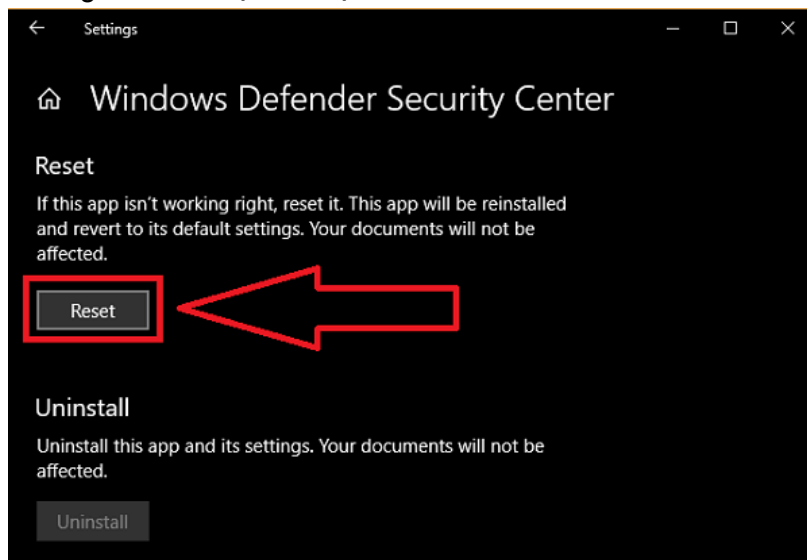 Settings
Windows Defender Security Center
Reset
If this app isn't working right, reset it. This app will be reinstalled
and revert to its default settings. Your documents will not be
affected.
Reset
Uninstall
Uninstall this app and its settings. Your documents will not be
affected.
Uninstall